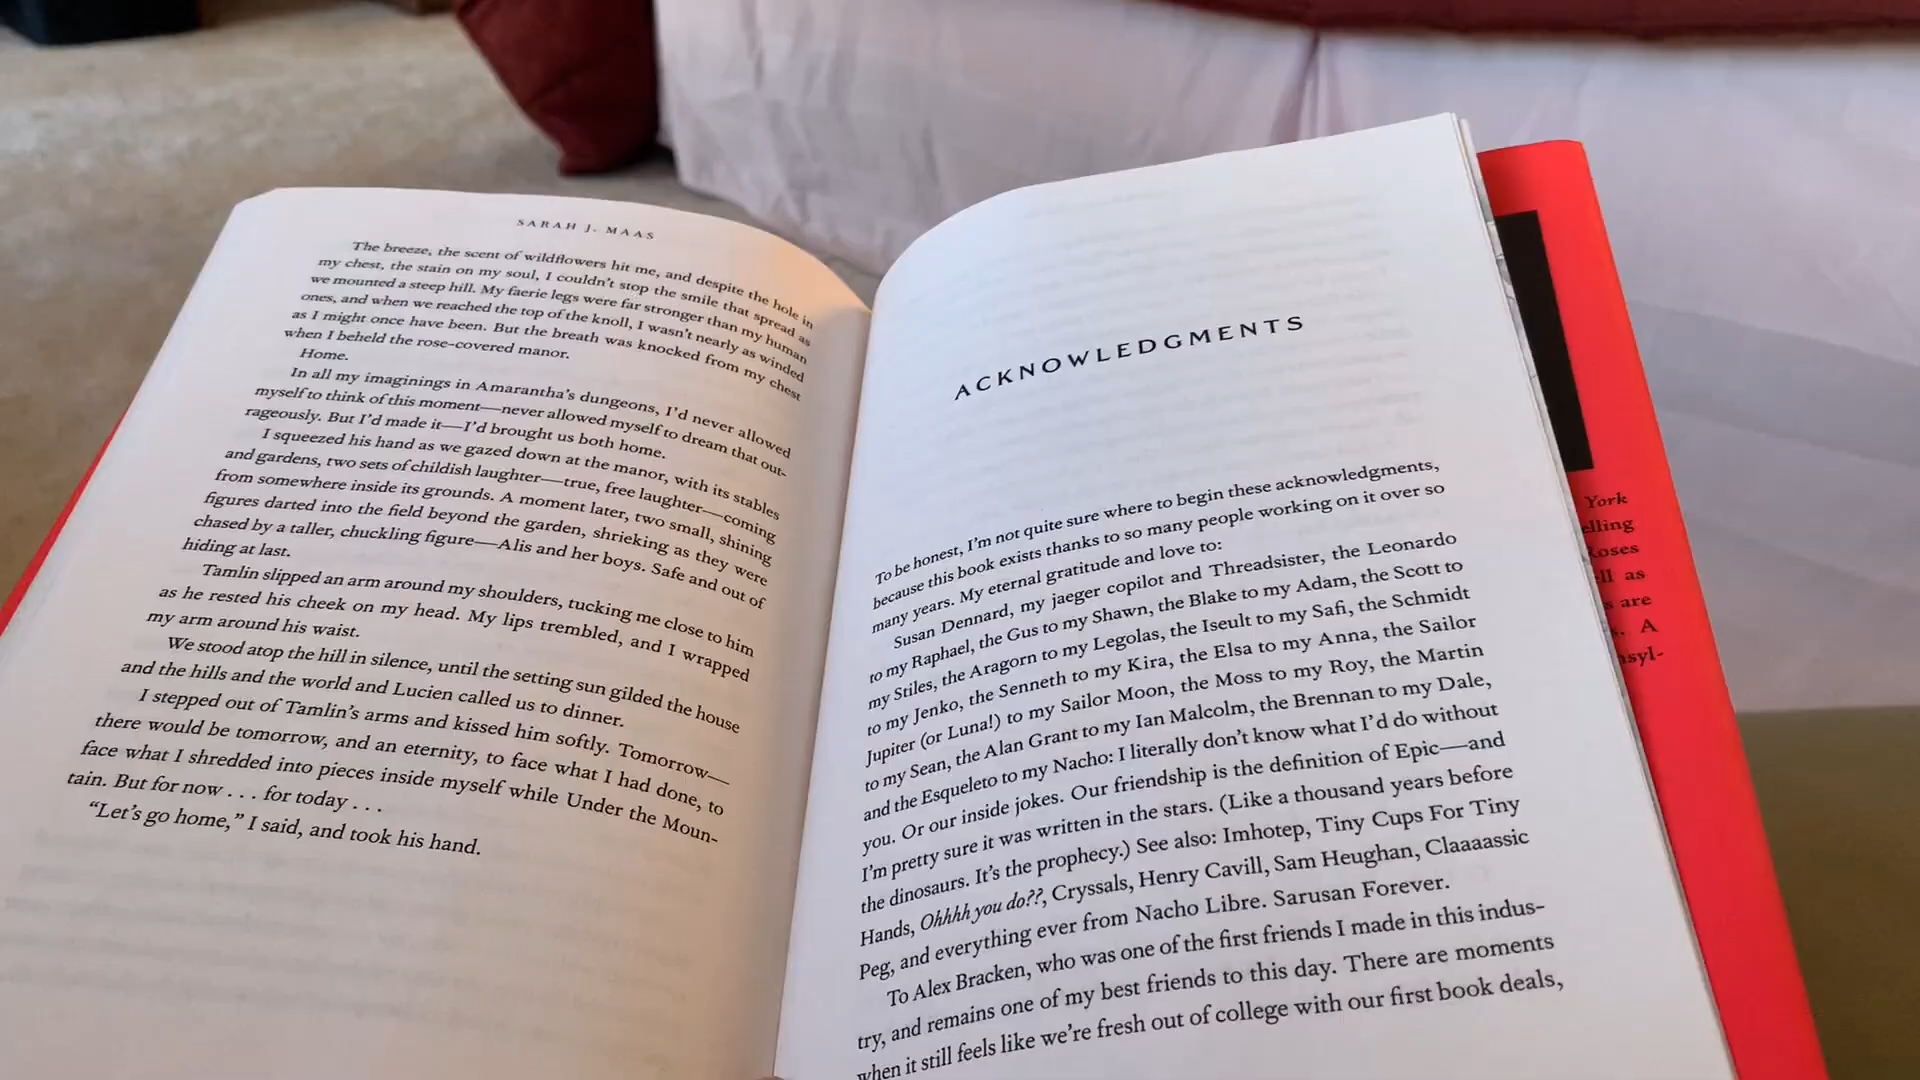 SARAH J. MAAS
The breeze, the scent of wildflowers hit me, and despite the hole in
my chest, the stain on my soul, I couldn't stop the smile that spread as
we mounted a steep hill. My faerie legs were far stronger than my human
ones, and when we reached the top of the knoll, I wasn't nearly as winded
as I might once have been. But the breath was knocked from my chest
when I beheld the rose-covered manor.
Home.
In all my imaginings in Amarantha's dungeons, I'd never allowed
myself to think of this moment—never allowed myself to dream that out-
rageously. But I'd made it—I'd brought us both home.
I squeezed his hand as we gazed down at the manor, with its stables
and gardens, two sets of childish laughter—true, free laughter—coming
from somewhere inside its grounds. A moment later, two small, shining
figures darted into the field beyond the garden, shrieking as they were
chased by a taller, chuckling figure—Alis and her boys. Safe and out of
hiding at last.
Tamlin slipped an arm around my shoulders, tucking me close to him
as he rested his cheek on my head. My lips trembled, and I wrapped
my arm around his waist.
We stood atop the hill in silence, until the setting sun gilded the house
and the hills and the world and Lucien called us to dinner.
I stepped out of Tamlin's arms and kissed him softly. Tomorrow—
there would be tomorrow, and an eternity, to face what I had done, to
face what I shredded into pieces inside myself while Under the Moun-
tain. But for now . . . for today . . .
“Let's go home,” I said, and took his hand.
ACKNOWLEDGMENTS
To be honest, I'm not quite sure where to begin these acknowledgments,
because this book exists thanks to so many people working on it over so
many years. My eternal gratitude and love to:
Susan Dennard, my jaeger copilot and Threadsister, the Leonardo
to my Raphael, the Gus to my Shawn, the Blake to my Adam, the Scott to
my Stiles, the Aragorn to my Legolas, the Iseult to my Safi, the Schmidt
to my Jenko, the Senneth to my Kira, the Elsa to my Anna, the Sailor
Jupiter (or Luna!) to my Sailor Moon, the Moss to my Roy, the Martin
to my Sean, the Alan Grant to my Ian Malcolm, the Brennan to my Dale,
and the Esqueleto to my Nacho: I literally don't know what I'd do without
you. Or our inside jokes. Our friendship is the definition of Epic—and
I'm pretty sure it was written in the stars. (Like a thousand years before
the dinosaurs. It's the prophecy.) See also: Imhotep, Tiny Cups For Tiny
Hands, Ohhhh you do??, Cryssals, Henry Cavill, Sam Heughan, Claaaassic
Peg, and everything ever from Nacho Libre. Sarusan Forever.
To Alex Bracken, who was one of the first friends I made in this indus-
try, and remains one of my best friends to this day. There are moments
when it still feels like we're fresh out of college with our first book deals,
York
elling
Roses
ll as
s are
s. A
nsyl-